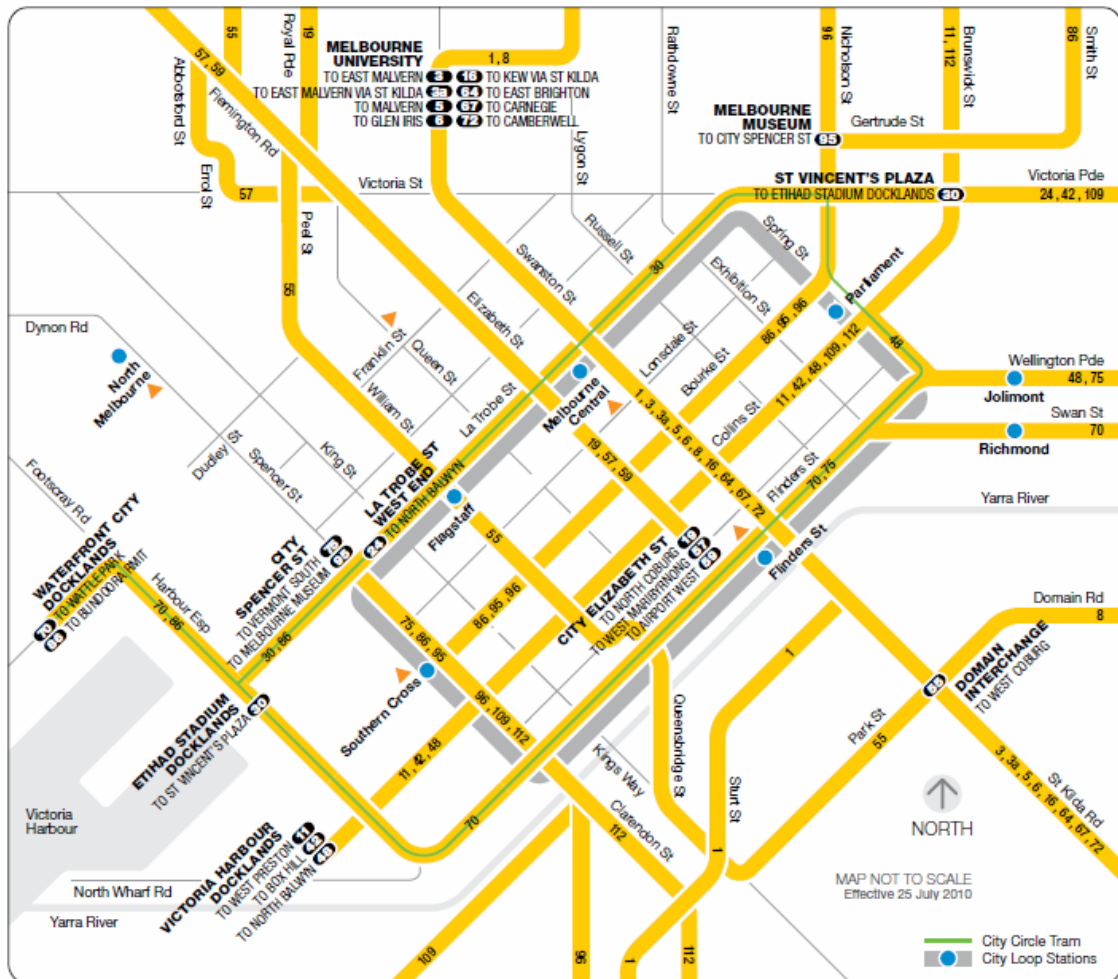 57, 59
55
Royal Pde
19
MELBOURNE
UNIVERSITY
1, 8
TO EAST MALVERN 3
16 TO KEW VIA ST KILDA
TO EAST MALVERN VIA ST KILDA 3a
64 TO EAST BRIGHTON
TO MALVERN 5
67 TO CARNEGIE
TO GLEN IRIS 6
72 TO CAMBERWELL
Rathdowne St
96
Nicholson St
11, 112
Brunswick St
86
Smith St
Abbotsford St
Flemington Rd
MELBOURNE
MUSEUM
TO CITY SPENCER ST 95
Gertrude St
Lygon St
Errol St
57
Victoria St
ST VINCENT'S PLAZA
TO ETIHAD STADIUM DOCKLANDS 30
Victoria Pde
24, 42, 109
Peel St
55
Swanston St
Russell St
30
Spring St
Exhibition St
Parliament
Elizabeth St
Lonsdale St
86, 95, 96
Bourke St
11, 42, 48, 109, 112
48
Dynon Rd
North
Melbourne
Franklin St
Queen St
William St
La Trobe St
Melbourne
Central
1, 3, 3a, 5, 6, 8, 16, 64, 67, 72
Collins St
Wellington Pde
48, 75
Jolimont
Swan St
70
Richmond
Dudley St
King St
Spencer St
19, 57, 59
Flinders St
70, 75
Yarra River
Footscray Rd
LA TROBE ST
WEST END
24 TO NORTH BALWYN
Flagstaff
55
Flinders St
WATERFRONT CITY
DOCKLANDS
70 TO WATTLE PARK
86 TO BUNDOORA RMIT
Harbour Esp
70, 86
CITY
SPENCER ST
TO VERMONT SOUTH 75
TO MELBOURNE MUSEUM 95
30, 86
75, 86, 95
86, 95, 96
CITY ELIZABETH ST
TO NORTH COBURG 19
TO WEST MARIBYRNONG 57
TO AIRPORT WEST 59
Domain Rd
8
1
DOMAIN
INTERCHANGE
TO WEST COBURG
Southern Cross
96, 109, 112
ETIHAD STADIUM
DOCKLANDS
TO ST VINCENT'S PLAZA 30
11, 42, 48
Queensbridge St
Park St
55
St Kilda Rd
3, 3a, 5, 6, 16, 64, 67, 72
Kings Way
Sturt St
Victoria
Harbour
70
Clarendon St
112
1
NORTH
VICTORIA HARBOUR
DOCKLANDS
TO WEST PRESTON 11
TO BOX HILL 42
TO NORTH BALWYN 48
North Wharf Rd
Yarra River
MAP NOT TO SCALE
Effective 25 July 2010
109
96
1
112
City Circle Tram
City Loop Stations